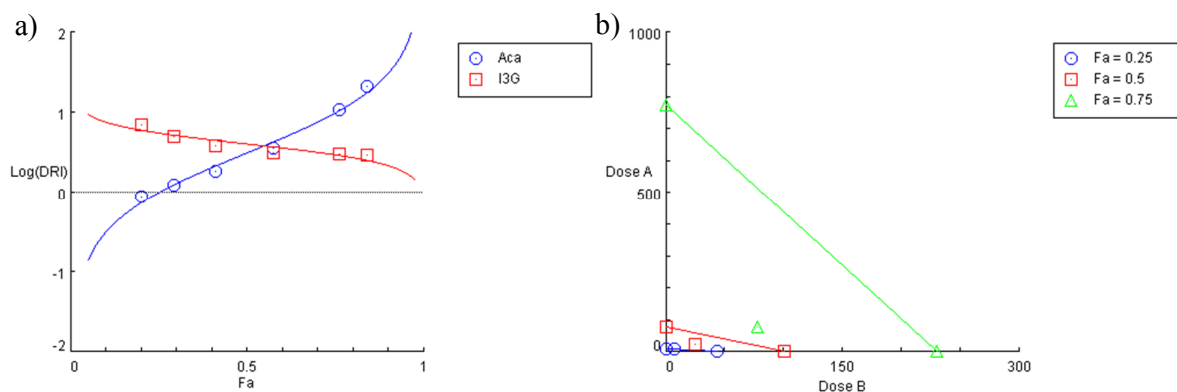 a)
2
1
Log(DRI)
0
-1
-2
0
0.5
1
Fa
Aca
I3G
b)
1000
Dose A
500
0
0
150
300
Dose B
Fa = 0.25
Fa = 0.5
Fa = 0.75